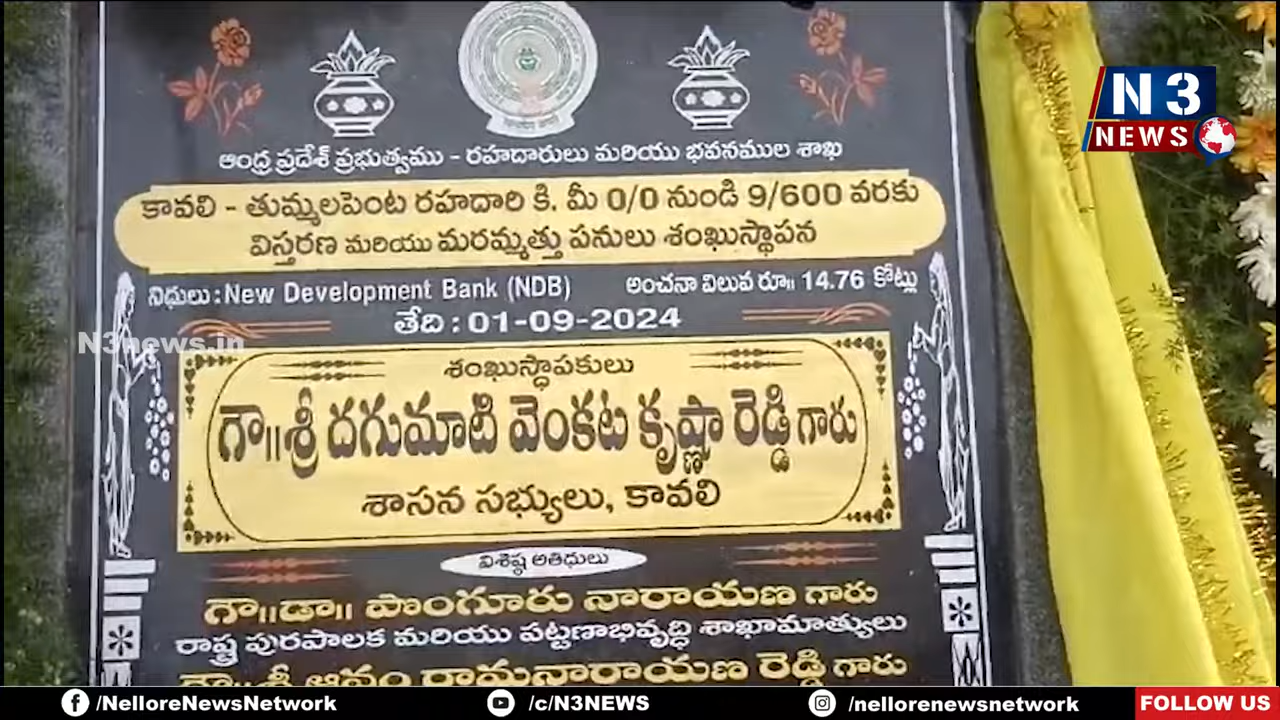 N3
NEWS
ఆంధ్ర ప్రదేశ్ ప్రభుత్వము - రహదారులు మరియు భవనముల శాఖ
కావలి - తుమ్మలపెంట రహదారి కి. మీ 0/0 నుండి 9/600 వరకు
విస్తరణ మరియు మరమ్మత్తు పనులు శంఖుస్థాపన
నిధులు : New Development Bank (NDB) అంచనా విలువ రూ॥ 14.76 కోట్లు
తేది : 01-09-2024
N3news.in
శంఖుస్థాపకులు
గౌ॥శ్రీ దగుమాటి వెంకట కృష్ణా రెడ్డి గారు
శాసన సభ్యులు, కావలి
విశిష్ఠ అతిధులు
గౌ॥డా॥ పొంగూరు నారాయణ గారు
రాష్ట్ర పురపాలక మరియు పట్టణాభివృద్ధి శాఖామాత్యులు
గౌ॥శ్రీ ఆనం రామనారాయణ రెడ్డి గారు
/NelloreNewsNetwork /c/N3NEWS /nellorenewsnetwork FOLLOW US